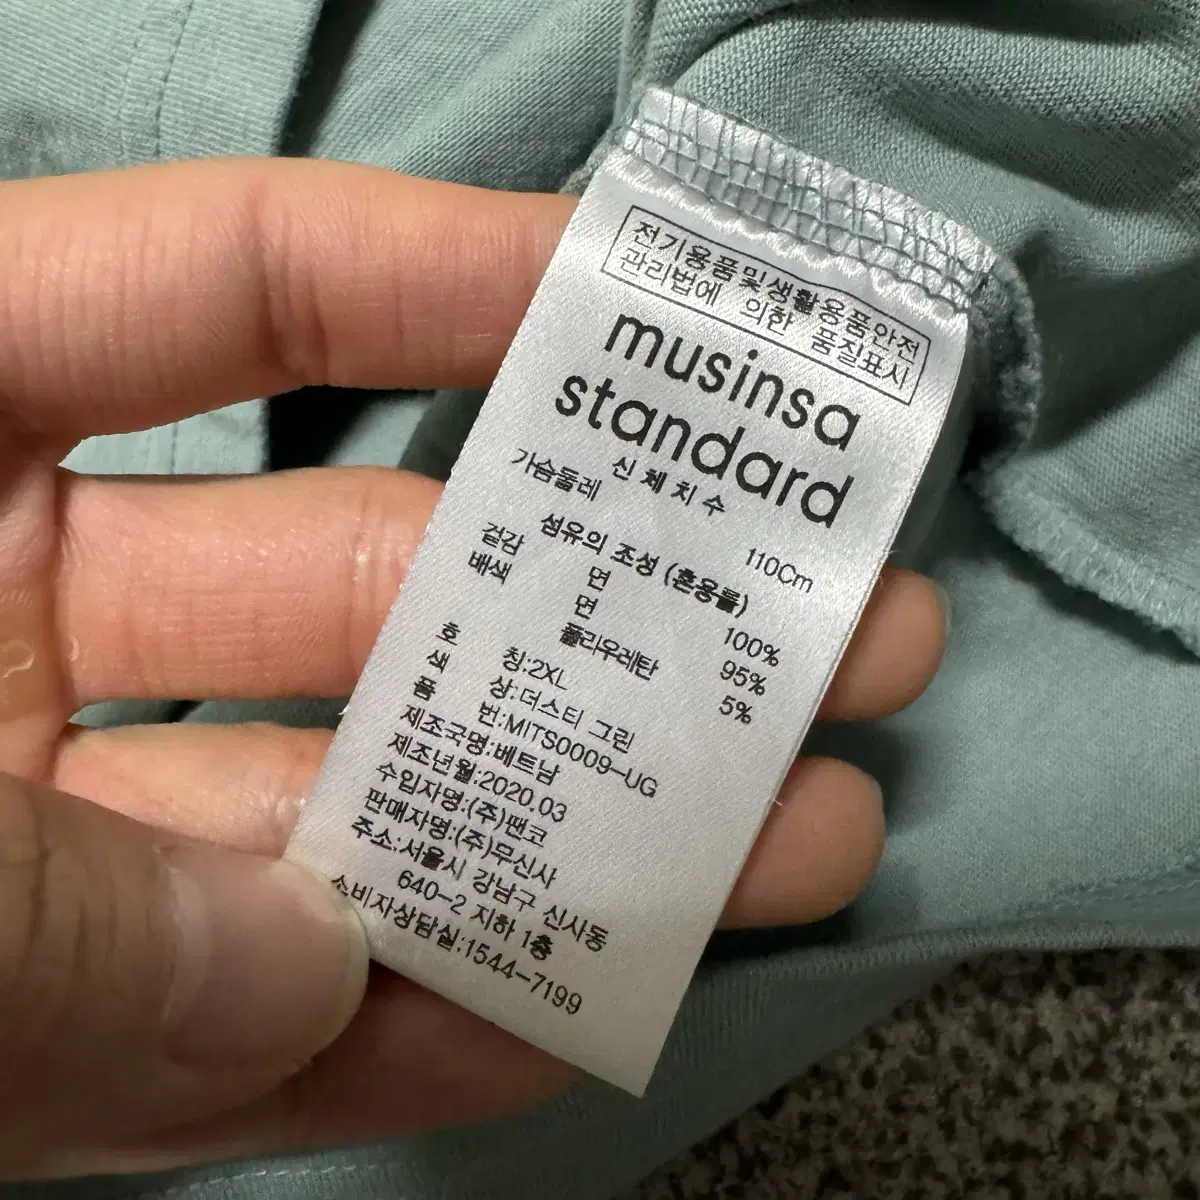 전기용품및생활용품안전
관리법에 의한 품질표시
musinsa
standard
신체치수
가슴둘레 110Cm
섬유의 조성 (혼용률)
겉감 면 100%
배색 면 95%
폴리우레탄 5%
호 칭:2XL
색 상:더스티 그린
품 번:MITS0009-UG
제조국명:베트남
제조년월:2020.03
수입자명:(주)팬코
판매자명:(주)무신사
주소:서울시 강남구 신사동
640-2 지하 1층
소비자상담실:1544-7199